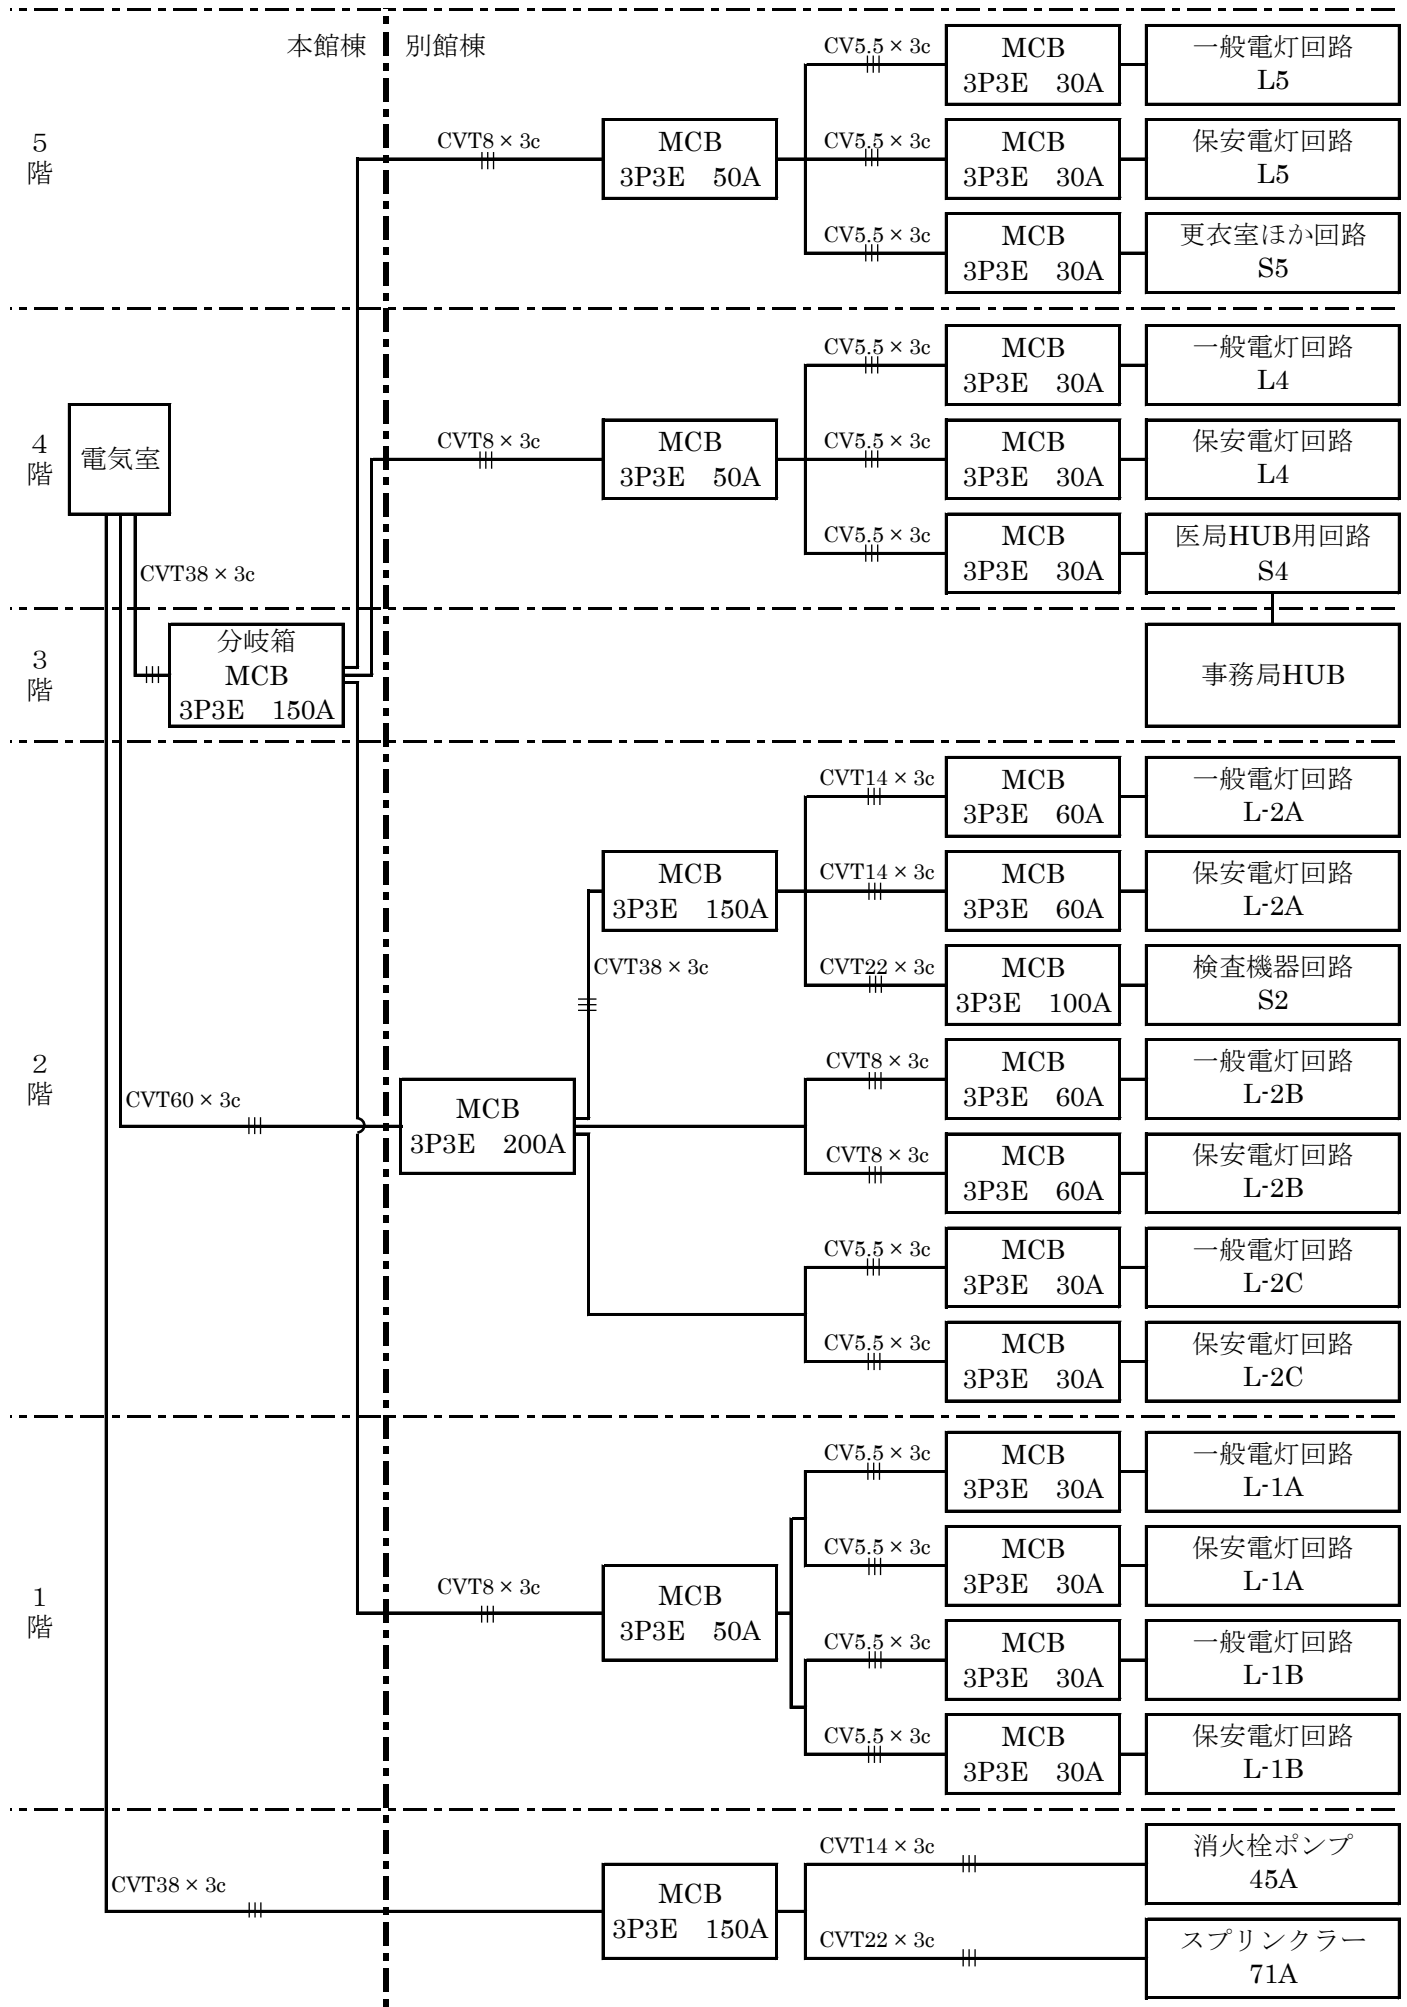 本館棟
別館棟
5
階
CVT8 × 3c
MCB
3P3E 50A
CV5.5 × 3c
MCB
3P3E 30A
一般電灯回路
L5
CV5.5 × 3c
MCB
3P3E 30A
保安電灯回路
L5
CV5.5 × 3c
MCB
3P3E 30A
更衣室ほか回路
S5
4
階
電気室
CVT38 × 3c
CVT8 × 3c
MCB
3P3E 50A
CV5.5 × 3c
MCB
3P3E 30A
一般電灯回路
L4
CV5.5 × 3c
MCB
3P3E 30A
保安電灯回路
L4
CV5.5 × 3c
MCB
3P3E 30A
医局HUB用回路
S4
3
階
分岐箱
MCB
3P3E 150A
事務局HUB
2
階
CVT60 × 3c
MCB
3P3E 200A
CVT38 × 3c
MCB
3P3E 150A
CVT14 × 3c
MCB
3P3E 60A
一般電灯回路
L-2A
CVT14 × 3c
MCB
3P3E 60A
保安電灯回路
L-2A
CVT22 × 3c
MCB
3P3E 100A
検査機器回路
S2
CVT8 × 3c
MCB
3P3E 60A
一般電灯回路
L-2B
CVT8 × 3c
MCB
3P3E 60A
保安電灯回路
L-2B
CV5.5 × 3c
MCB
3P3E 30A
一般電灯回路
L-2C
CV5.5 × 3c
MCB
3P3E 30A
保安電灯回路
L-2C
1
階
CVT8 × 3c
MCB
3P3E 50A
CV5.5 × 3c
MCB
3P3E 30A
一般電灯回路
L-1A
CV5.5 × 3c
MCB
3P3E 30A
保安電灯回路
L-1A
CV5.5 × 3c
MCB
3P3E 30A
一般電灯回路
L-1B
CV5.5 × 3c
MCB
3P3E 30A
保安電灯回路
L-1B
CVT38 × 3c
MCB
3P3E 150A
CVT14 × 3c
消火栓ポンプ
45A
CVT22 × 3c
スプリンクラー
71A